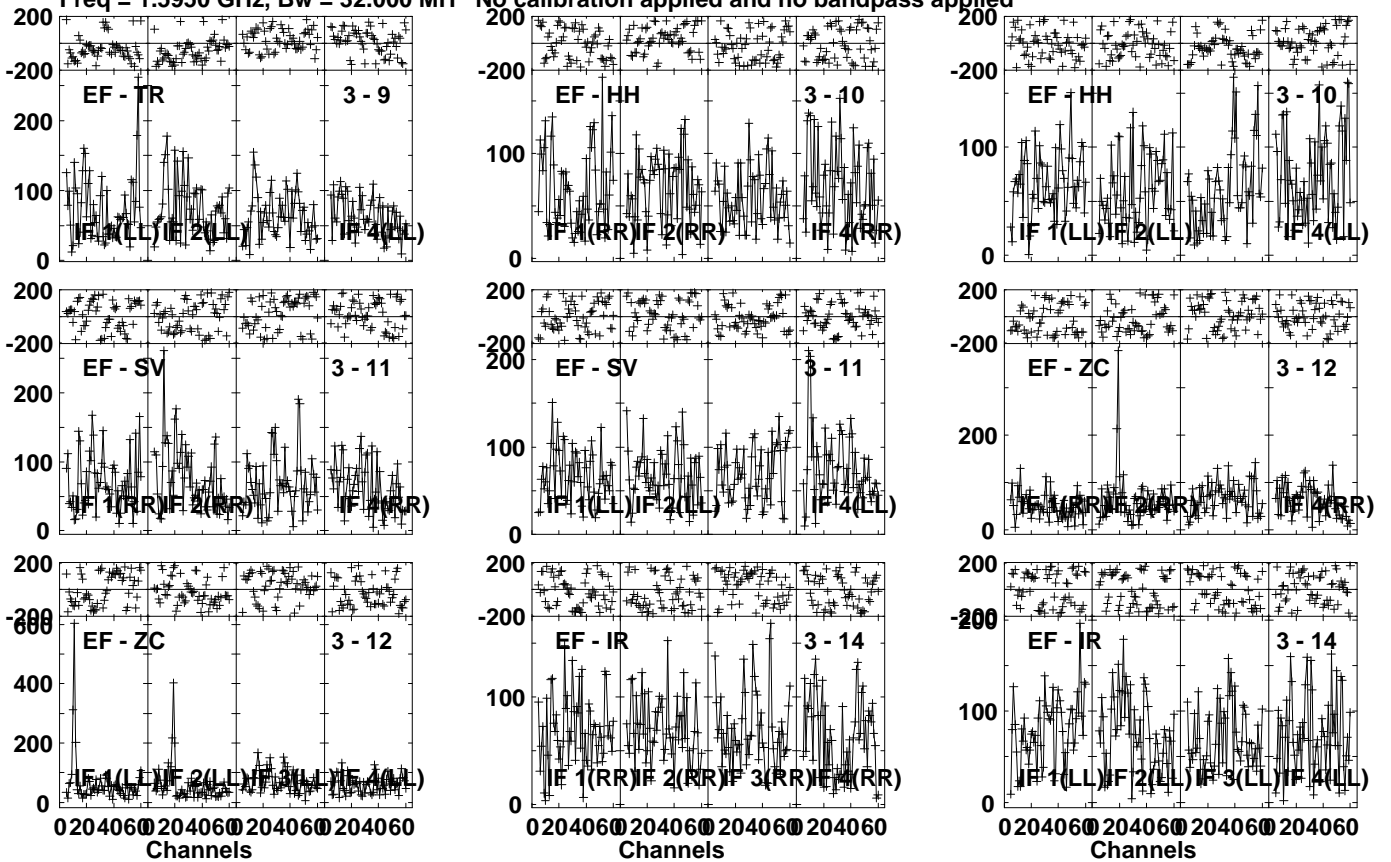 Freq = 1.5950 GHz, Bw = 32.000 MH No calibration applied and no bandpass applied
200
-200
EF - TR 3 - 9
200
100
0
IF 1(LL) IF 2(LL) IF 4(LL)
200
-200
EF - HH 3 - 10
100
0
IF 1(RR) IF 2(RR) IF 4(RR)
200
-200
EF - HH 3 - 10
100
0
IF 1(LL) IF 2(LL) IF 4(LL)
200
-200
EF - SV 3 - 11
200
100
0
IF 1(RR) IF 2(RR) IF 4(RR)
200
-200
200
EF - SV 3 - 11
150
100
50
0
IF 1(LL) IF 2(LL) IF 4(LL)
200
-200
EF - ZC 3 - 12
200
0
IF 1(RR) IF 2(RR) IF 4(RR)
200
-200
600
EF - ZC 3 - 12
400
200
0
IF 1(LL) IF 2(LL) IF 3(LL) IF 4(LL)
0 20 40 60 0 20 40 60 0 20 40 60 0 20 40 60
Channels
200
-200
EF - IR 3 - 14
100
0
IF 1(RR) IF 2(RR) IF 3(RR) IF 4(RR)
0 20 40 60 0 20 40 60 0 20 40 60 0 20 40 60
Channels
200
-200
200
EF - IR 3 - 14
100
0
IF 1(LL) IF 2(LL) IF 3(LL) IF 4(LL)
0 20 40 60 0 20 40 60 0 20 40 60 0 20 40 60
Channels